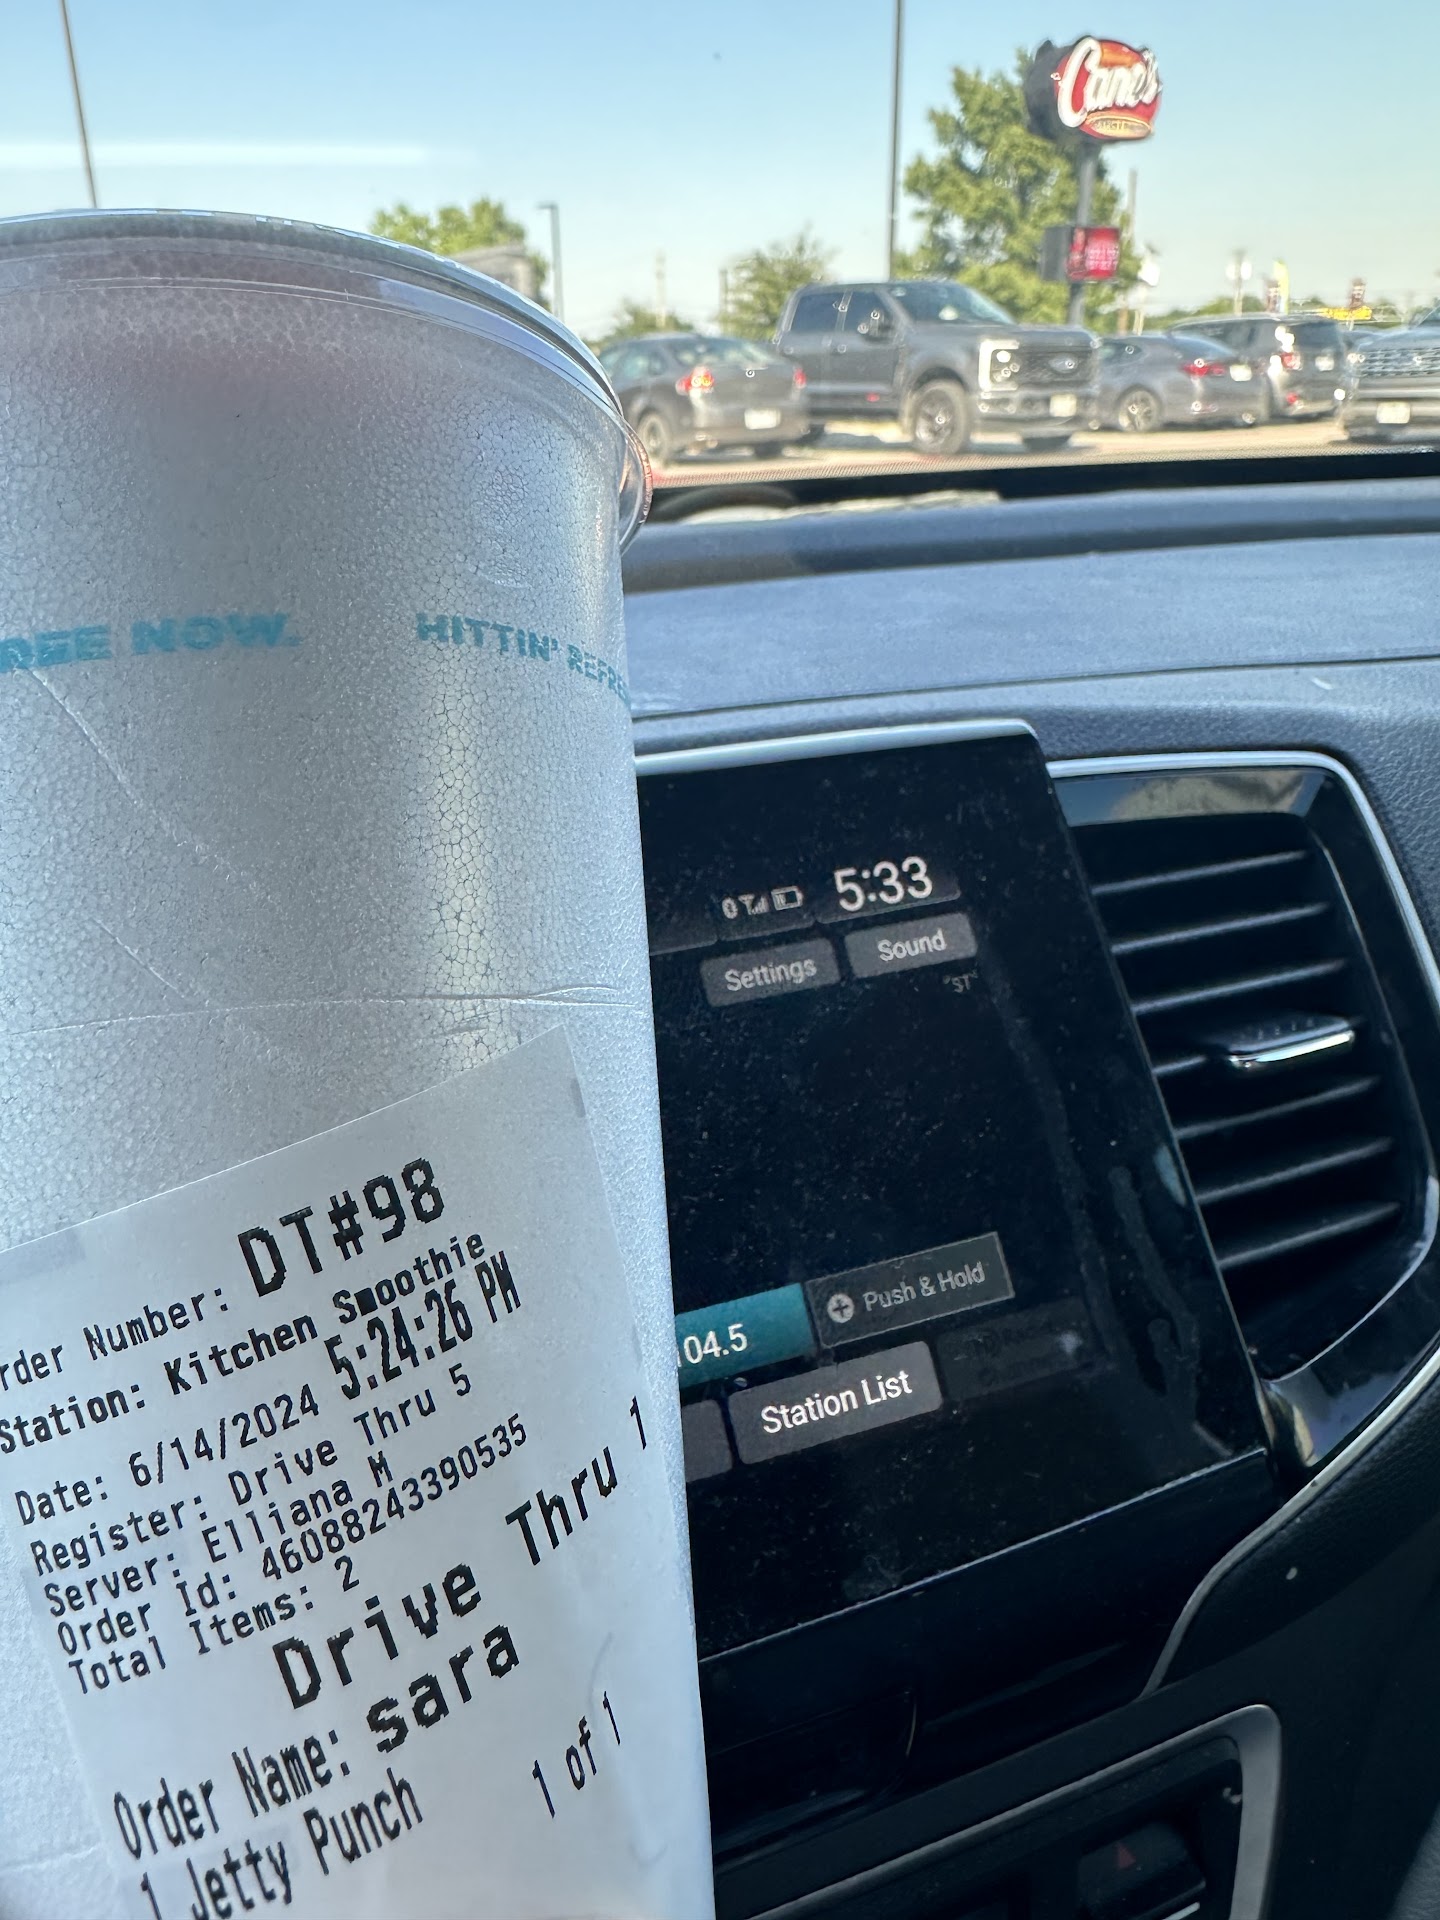 Cane's
REE NOW.
HITTIN' REFRE
5:33
Settings
Sound
"ST"
104.5
Push & Hold
Station List
rder Number: DT#98
Station: Kitchen Smoothie
Date: 6/14/2024 5:24:26 PM
Register: Drive Thru 5
Server: Elliana M
Order Id: 46088243390535
Total Items: 2
Drive Thru 1
Order Name: sara
1 Jetty Punch
1 of 1